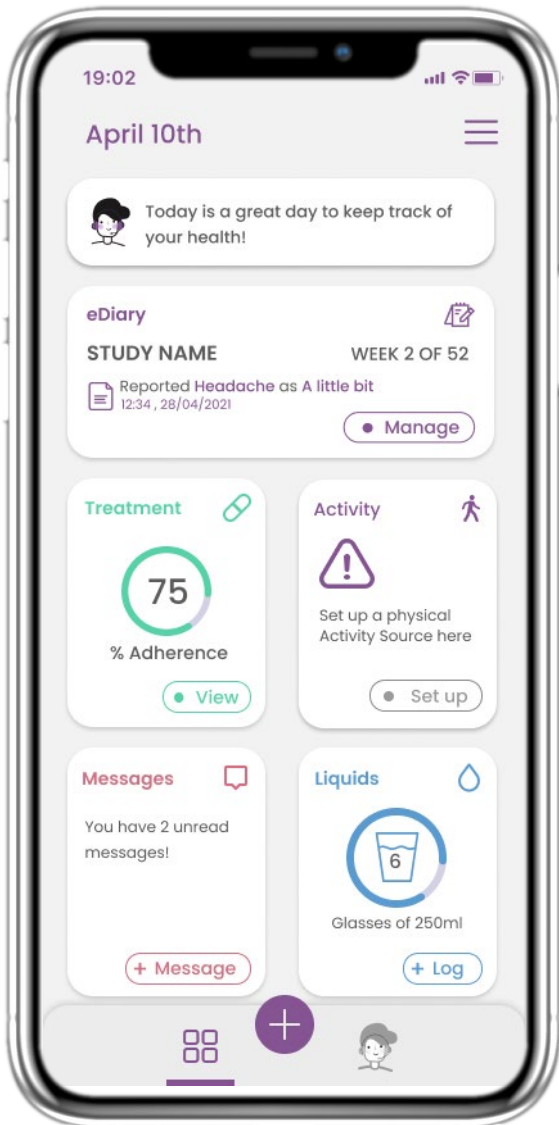 19:02
April 10th
Today is a great day to keep track of
your health!
eDiary
STUDY NAME
WEEK 2 OF 52
Reported Headache as A little bit
12:34 , 28/04/2021
Manage
Treatment
75
% Adherence
View
Activity
Set up a physical
Activity Source here
Set up
Messages
You have 2 unread
messages!
+ Message
Liquids
6
Glasses of 250ml
+ Log